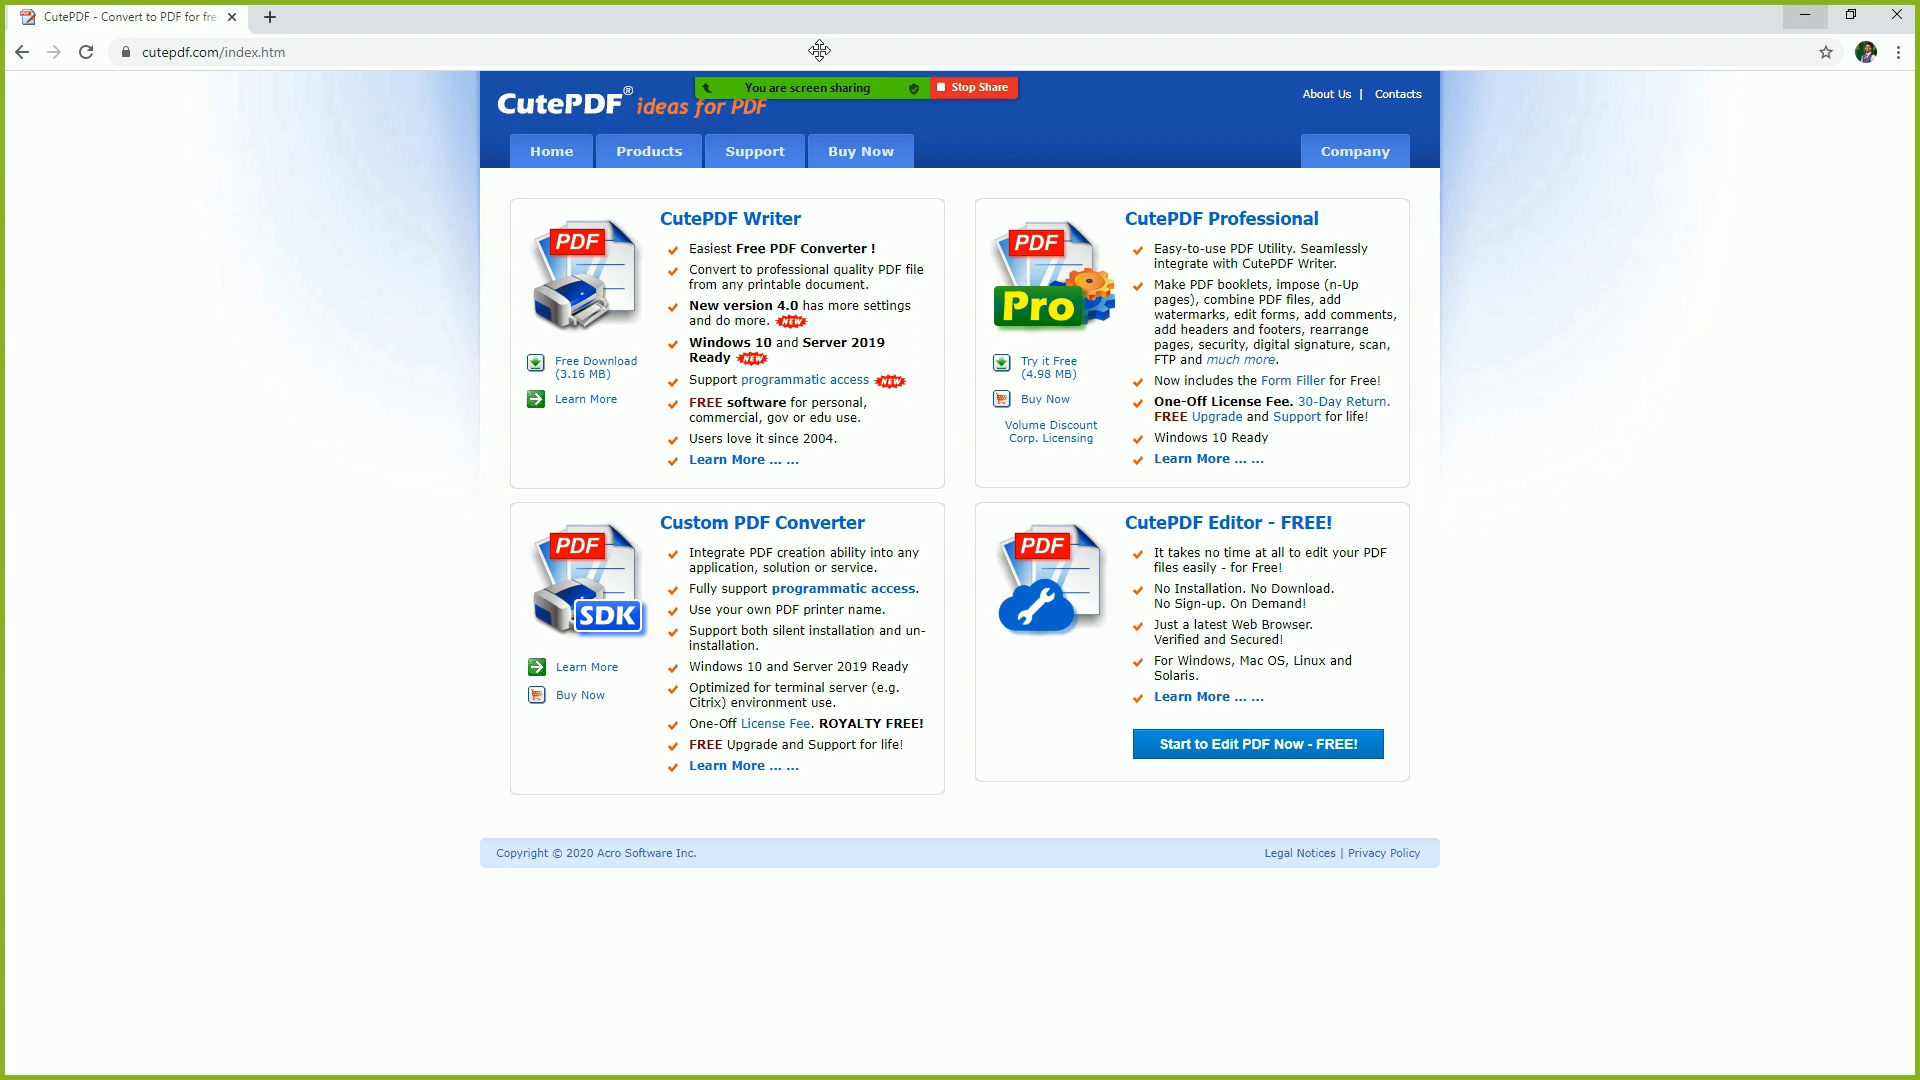 CutePDF - Convert to PDF for fre
cutepdf.com/index.htm
You are screen sharing
Stop Share
CutePDF® ideas for PDF
About Us | Contacts
Home
Products
Support
Buy Now
Company
PDF
Free Download
(3.16 MB)
Learn More
CutePDF Writer
Easiest Free PDF Converter !
Convert to professional quality PDF file
from any printable document.
New version 4.0 has more settings
and do more. NEW
Windows 10 and Server 2019
Ready NEW
Support programmatic access NEW
FREE software for personal,
commercial, gov or edu use.
Users love it since 2004.
Learn More ... ...
PDF
Pro
Try it Free
(4.98 MB)
Buy Now
Volume Discount
Corp. Licensing
CutePDF Professional
Easy-to-use PDF Utility. Seamlessly
integrate with CutePDF Writer.
Make PDF booklets, impose (n-Up
pages), combine PDF files, add
watermarks, edit forms, add comments,
add headers and footers, rearrange
pages, security, digital signature, scan,
FTP and much more.
Now includes the Form Filler for Free!
One-Off License Fee. 30-Day Return.
FREE Upgrade and Support for life!
Windows 10 Ready
Learn More ... ...
PDF
SDK
Learn More
Buy Now
Custom PDF Converter
Integrate PDF creation ability into any
application, solution or service.
Fully support programmatic access.
Use your own PDF printer name.
Support both silent installation and un-
installation.
Windows 10 and Server 2019 Ready
Optimized for terminal server (e.g.
Citrix) environment use.
One-Off License Fee. ROYALTY FREE!
FREE Upgrade and Support for life!
Learn More ... ...
PDF
CutePDF Editor - FREE!
It takes no time at all to edit your PDF
files easily - for Free!
No Installation. No Download.
No Sign-up. On Demand!
Just a latest Web Browser.
Verified and Secured!
For Windows, Mac OS, Linux and
Solaris.
Learn More ... ...
Start to Edit PDF Now - FREE!
Copyright © 2020 Acro Software Inc.
Legal Notices | Privacy Policy